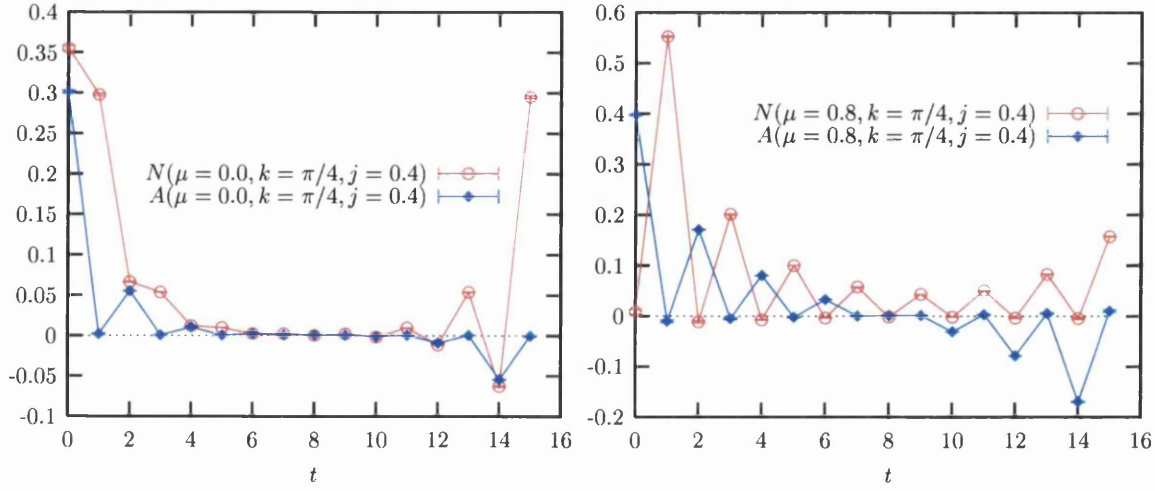 0.4
0.35
0.3
0.25
0.2
0.15
0.1
0.05
0
-0.05
-0.1
0 2 4 6 8 10 12 14 16
t
N(μ = 0.0, k = π/4, j = 0.4)
A(μ = 0.0, k = π/4, j = 0.4)
0.6
0.5
0.4
0.3
0.2
0.1
0
-0.1
-0.2
0 2 4 6 8 10 12 14 16
t
N(μ = 0.8, k = π/4, j = 0.4)
A(μ = 0.8, k = π/4, j = 0.4)